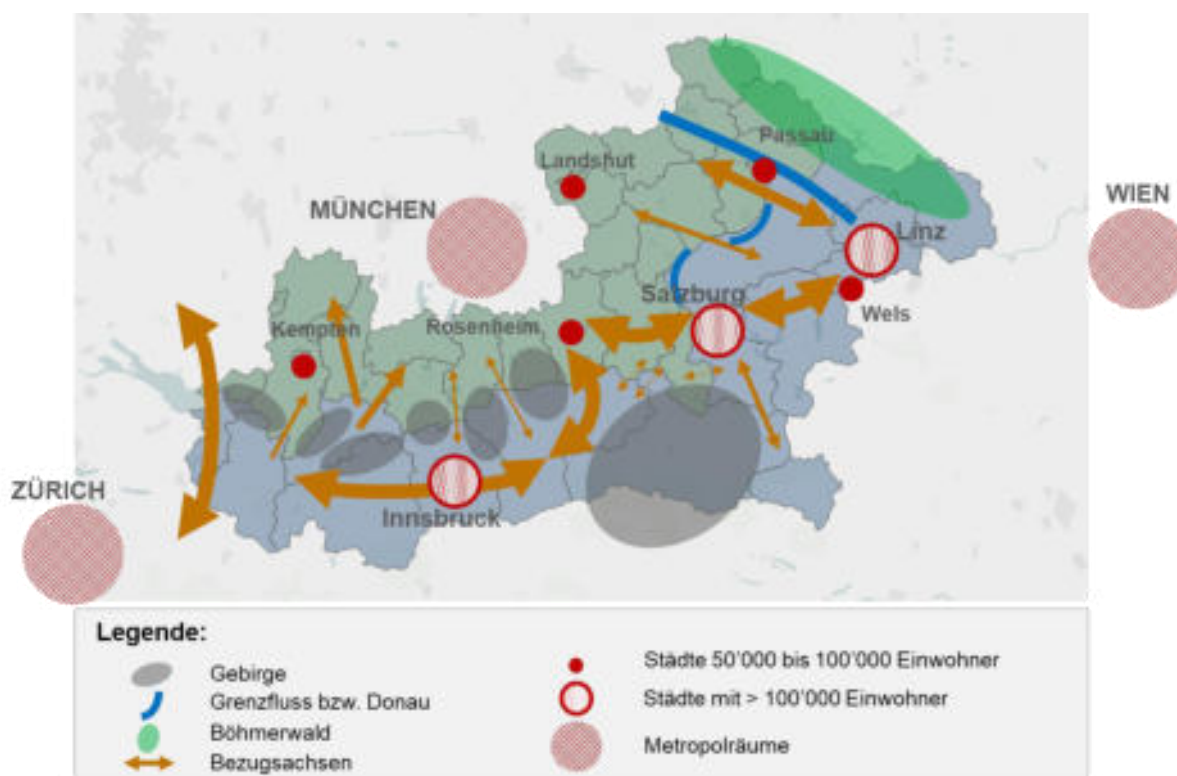 Passau
Landshut
WIEN
MÜNCHEN
Linz
Salzburg
Kempten
Rosenheim
Wels
ZÜRICH
Innsbruck
Legende:
Gebirge
Grenzfluss bzw. Donau
Böhmerwald
Bezugsachsen
Städte 50'000 bis 100'000 Einwohner
Städte mit > 100'000 Einwohner
Metropolräume